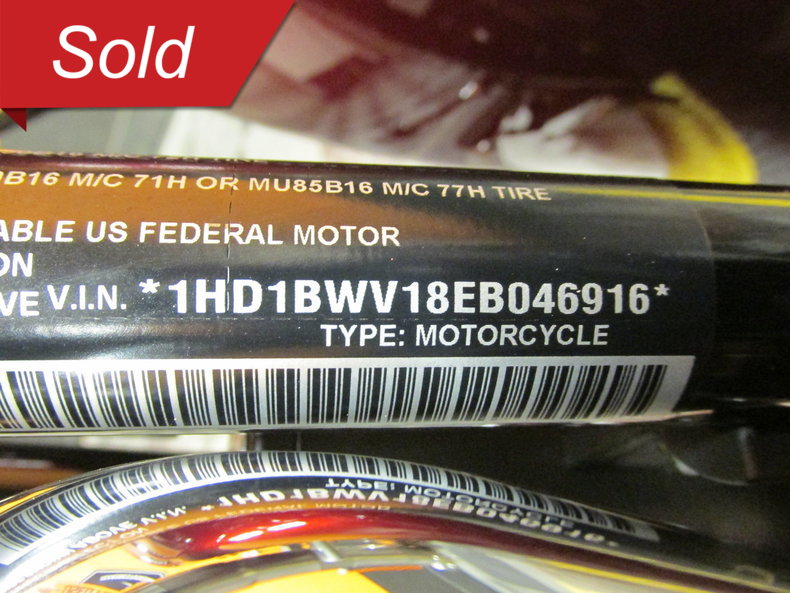 Sold
B16 M/C 71H OR MU85B16 M/C 77H TIRE
ABLE US FEDERAL MOTOR
ON
VE V.I.N. *1HD1BWV18EB046916*
TYPE: MOTORCYCLE